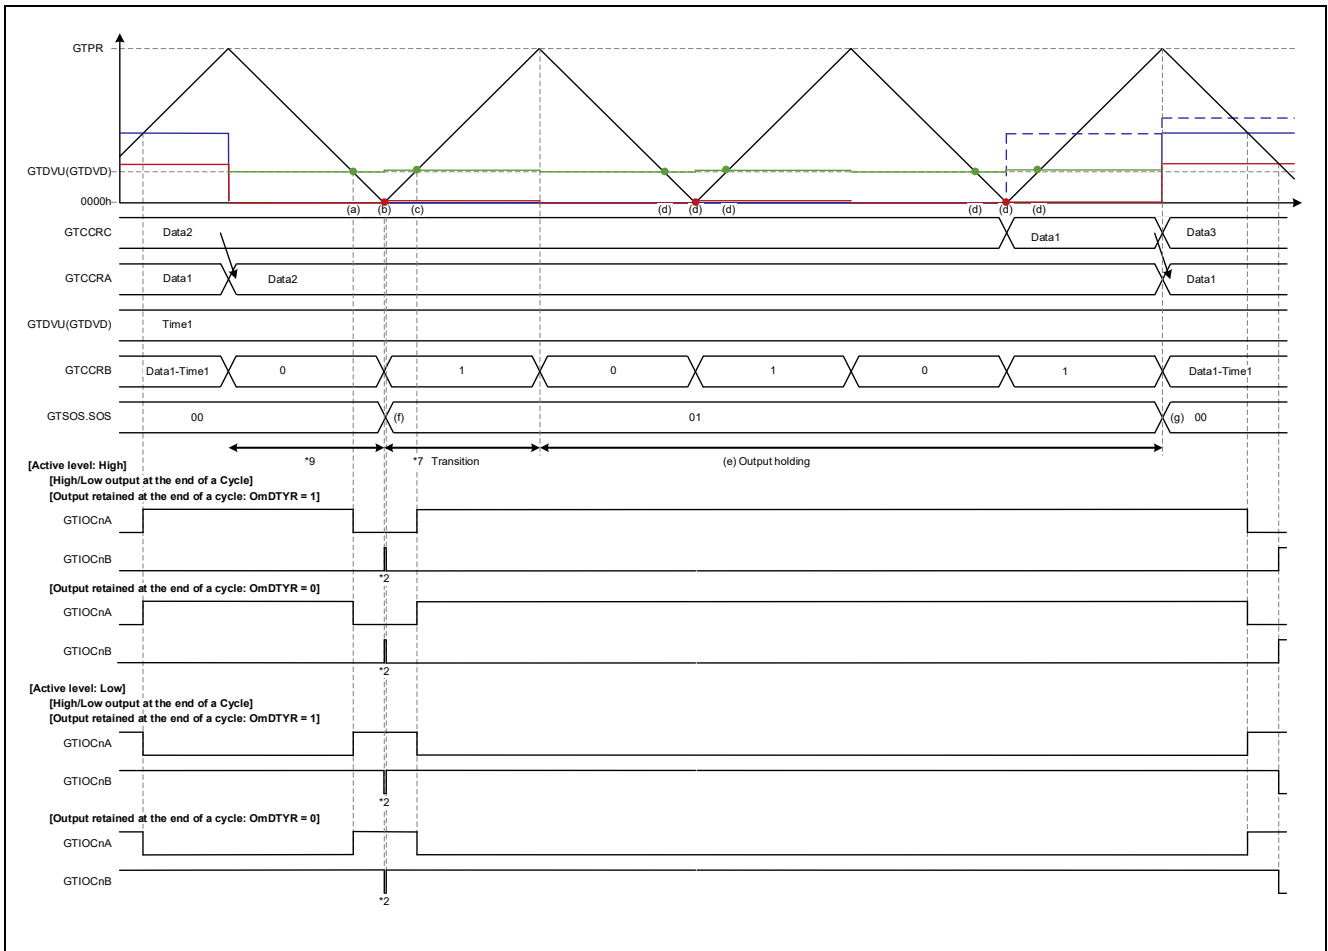 GTPR
GTDVU(GTDVD)
0000h
(a) (b) (c) (d) (d) (d) (d) (d) (d)
GTCCRC Data2 Data1 Data3
GTCCRA Data1 Data2 Data1
GTDVU(GTDVD) Time1
GTCCRB Data1-Time1 0 1 0 1 0 1 Data1-Time1
GTSOS.SOS 00 (f) 01 (g) 00
*9 *7 Transition (e) Output holding
[Active level: High]
[High/Low output at the end of a Cycle]
[Output retained at the end of a cycle: OmDTYR = 1]
GTIOCnA
GTIOCnB
*2
[Output retained at the end of a cycle: OmDTYR = 0]
GTIOCnA
GTIOCnB
*2
[Active level: Low]
[High/Low output at the end of a Cycle]
[Output retained at the end of a cycle: OmDTYR = 1]
GTIOCnA
GTIOCnB
*2
[Output retained at the end of a cycle: OmDTYR = 0]
GTIOCnA
GTIOCnB
*2